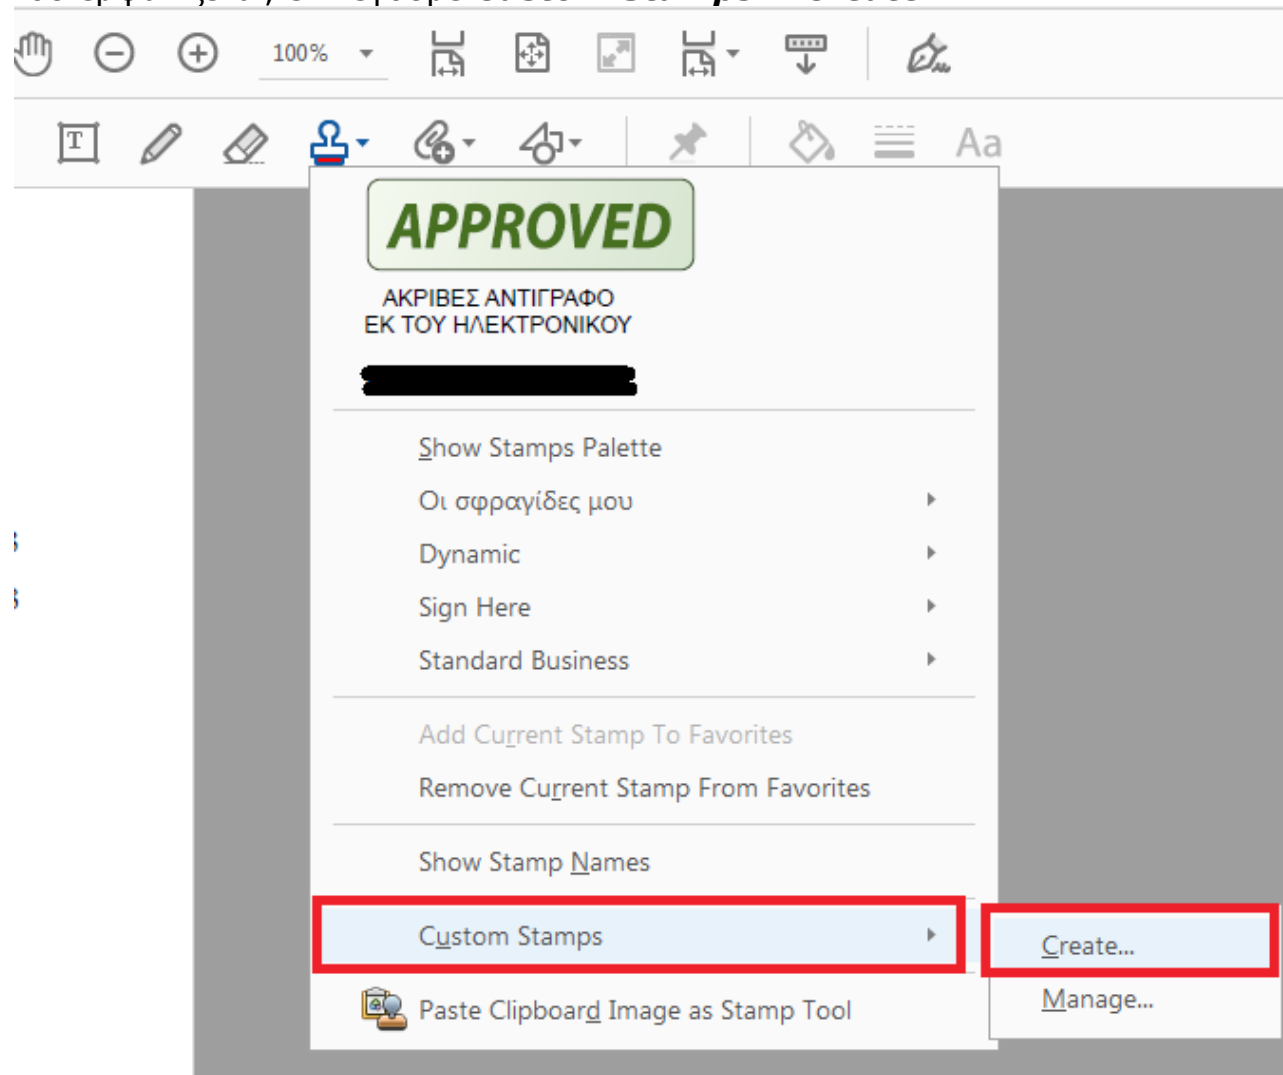 100%
T
Aa
APPROVED
ΑΚΡΙΒΕΣ ΑΝΤΙΓΡΑΦΟ
ΕΚ ΤΟΥ ΗΛΕΚΤΡΟΝΙΚΟΥ
Show Stamps Palette
Οι σφραγίδες μου
Dynamic
Sign Here
Standard Business
Add Current Stamp To Favorites
Remove Current Stamp From Favorites
Show Stamp Names
Custom Stamps
Create...
Manage...
Paste Clipboard Image as Stamp Tool